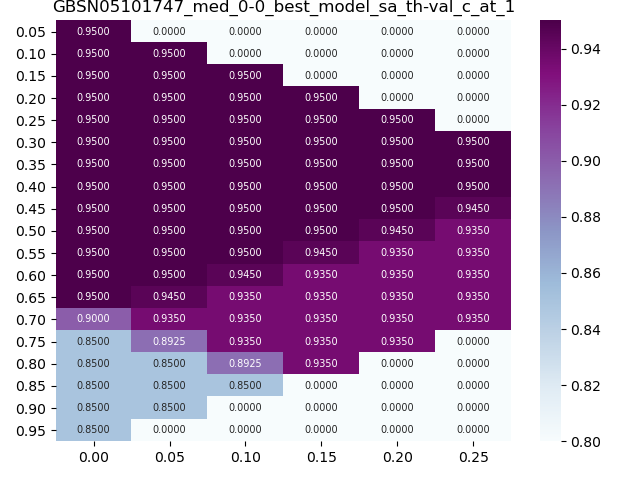 GBSN05101747_med_0-0_best_model_sa_th-val_c_at_1
0.05 0.9500 0.0000 0.0000 0.0000 0.0000 0.0000
0.10 0.9500 0.9500 0.0000 0.0000 0.0000 0.0000
0.15 0.9500 0.9500 0.9500 0.0000 0.0000 0.0000
0.20 0.9500 0.9500 0.9500 0.9500 0.0000 0.0000
0.25 0.9500 0.9500 0.9500 0.9500 0.9500 0.0000
0.30 0.9500 0.9500 0.9500 0.9500 0.9500 0.9500
0.35 0.9500 0.9500 0.9500 0.9500 0.9500 0.9500
0.40 0.9500 0.9500 0.9500 0.9500 0.9500 0.9500
0.45 0.9500 0.9500 0.9500 0.9500 0.9500 0.9450
0.50 0.9500 0.9500 0.9500 0.9500 0.9450 0.9350
0.55 0.9500 0.9500 0.9500 0.9450 0.9350 0.9350
0.60 0.9500 0.9500 0.9450 0.9350 0.9350 0.9350
0.65 0.9500 0.9450 0.9350 0.9350 0.9350 0.9350
0.70 0.9000 0.9350 0.9350 0.9350 0.9350 0.9350
0.75 0.8500 0.8925 0.9350 0.9350 0.9350 0.0000
0.80 0.8500 0.8500 0.8925 0.9350 0.0000 0.0000
0.85 0.8500 0.8500 0.8500 0.0000 0.0000 0.0000
0.90 0.8500 0.8500 0.0000 0.0000 0.0000 0.0000
0.95 0.8500 0.0000 0.0000 0.0000 0.0000 0.0000
0.00 0.05 0.10 0.15 0.20 0.25
0.94
0.92
0.90
0.88
0.86
0.84
0.82
0.80